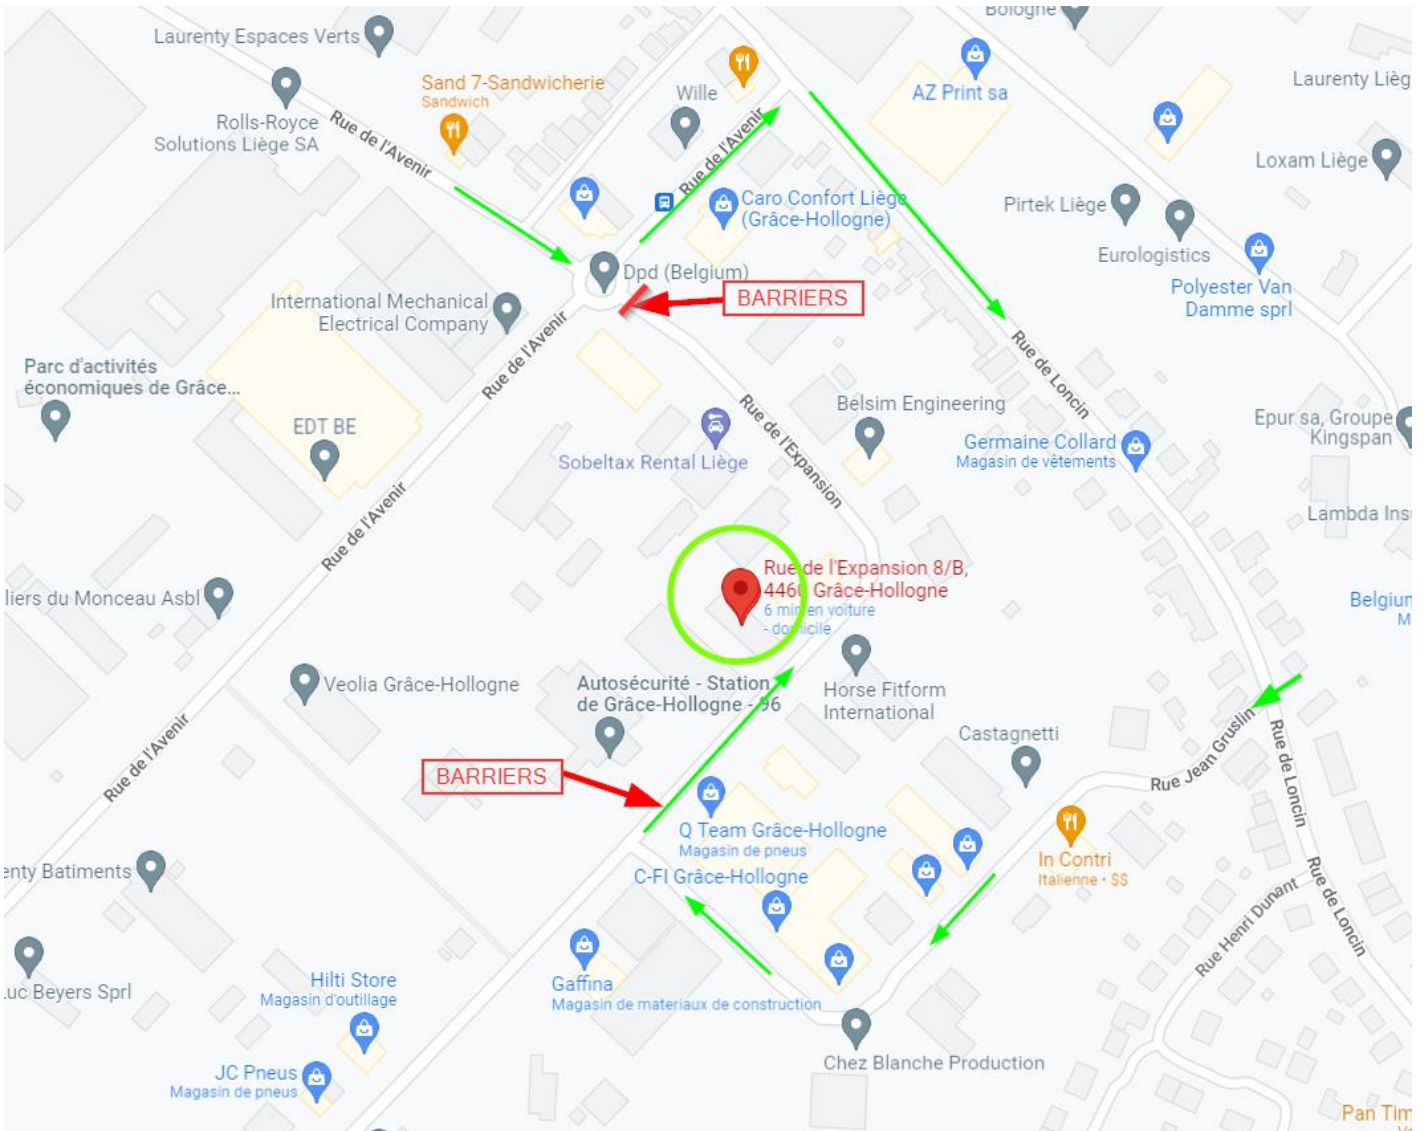 Bologne
Laurenty Espaces Verts
Sand 7-Sandwicherie
Sandwich
Wille
AZ Print sa
Laurenty Lièg
Rolls-Royce
Solutions Liège SA
Rue de l'Avenir
Rue de l'Avenir
Loxam Liège
Caro Confort Liège
(Grâce-Hollogne)
Pirtek Liège
Eurologistics
Dpd (Belgium)
BARRIERS
Polyester Van
Damme sprl
International Mechanical
Electrical Company
Rue de l'Avenir
Rue de Loncin
Parc d'activités
économiques de Grâce...
Rue de l'Expansion
Belsim Engineering
EDT BE
Epur sa, Groupe
Kingspan
Germaine Collard
Magasin de vêtements
Sobeltax Rental Liège
Rue de l'Avenir
Lambda Ins
Rue de l'Expansion 8/B,
4460 Grâce-Hollogne
6 min en voiture
- domicile
liers du Monceau Asbl
Belgium
M
Veolia Grâce-Hollogne
Autosécurité - Station
de Grâce-Hollogne - 96
Horse Fitform
International
Rue de l'Avenir
Castagnetti
Rue Jean Gruslin
Rue de Loncin
BARRIERS
Q Team Grâce-Hollogne
Magasin de pneus
C-FI Grâce-Hollogne
In Contri
Italienne • $$
enty Batiments
Rue Henri Dunant
Rue de Loncin
Luc Beyers Sprl
Hilti Store
Magasin d'outillage
Gaffina
Magasin de materiaux de construction
Chez Blanche Production
JC Pneus
Magasin de pneus
Pan Tim